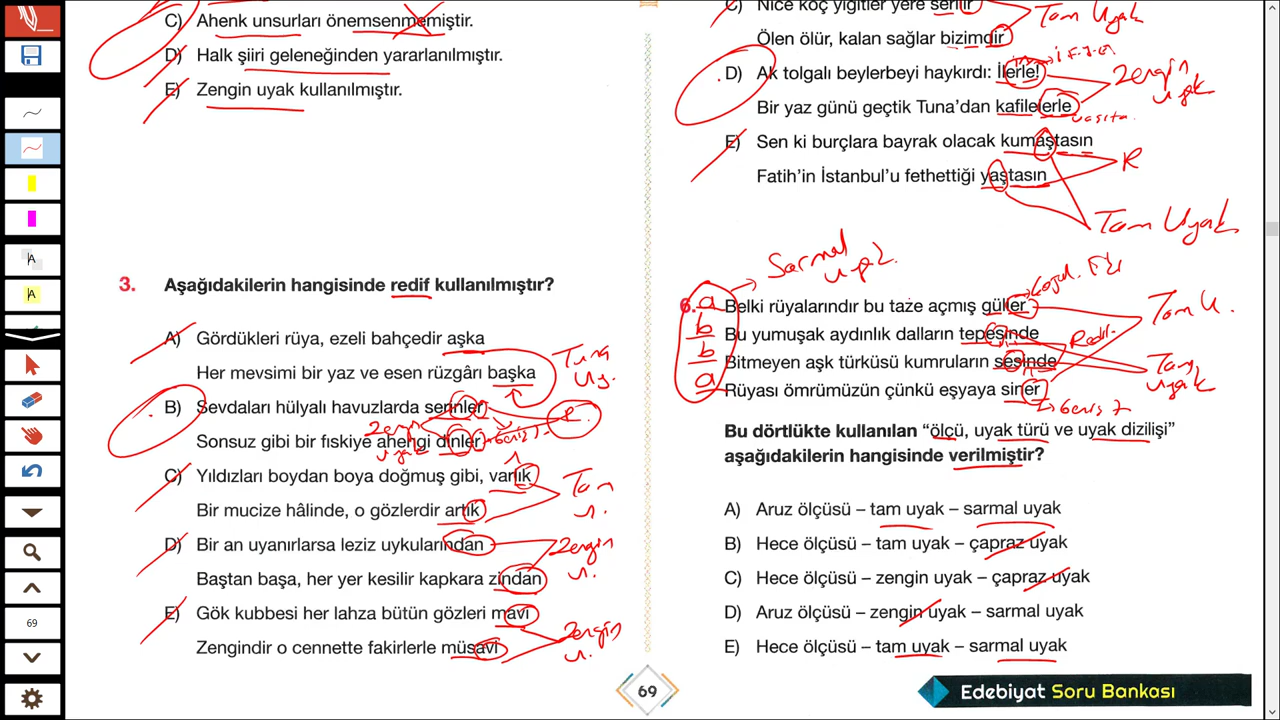 C) Ahenk unsurları önemsenmemiştir.
D) Halk şiiri geleneğinden yararlanılmıştır.
E) Zengin uyak kullanılmıştır.
3. Aşağıdakilerin hangisinde redif kullanılmıştır?
A) Gördükleri rüya, ezeli bahçedir aşka
Her mevsimi bir yaz ve esen rüzgârı başka
Tunç
Uy.
B) Sevdaları hülyalı havuzlarda serinler
Zengin
uyak
R
Sonsuz gibi bir fıskiye ahengi dinler
Geniş Z
C) Yıldızları boydan boya doğmuş gibi, varlık
Bir mucize hâlinde, o gözlerdir artık
Tam
u.
D) Bir an uyanırlarsa leziz uykularından
Baştan başa, her yer kesilir kapkara zindan
Zengin
u.
E) Gök kubbesi her lahza bütün gözleri mavi
Zengindir o cennette fakirlerle müsavi
Zengin
u.
C) Nice koç yiğitler yere serilir
Ölen ölür, kalan sağlar bizimdir
Tam Uyak
D) Ak tolgalı beylerbeyi haykırdı: İlerle!
Bir yaz günü geçtik Tuna'dan kafilelerle
Zengin
uyak
vasıta
E) Sen ki burçlara bayrak olacak kumaştasın
Fatih'in İstanbul'u fethettiği yaştasın
R
Tam Uyak
Sarmal
6. Belki rüyalarındır bu taze açmış güller
Bu yumuşak aydınlık dalların tepesinde
Bitmeyen aşk türküsü kumruların sesinde
Rüyası ömrümüzün çünkü eşyaya siner
a
b
b
a
Çoğul. Eki
Tam U.
Redif
Tam
uyak
Geniş Z
Bu dörtlükte kullanılan “ölçü, uyak türü ve uyak dizilişi”
aşağıdakilerin hangisinde verilmiştir?
A) Aruz ölçüsü – tam uyak – sarmal uyak
B) Hece ölçüsü – tam uyak – çapraz uyak
C) Hece ölçüsü – zengin uyak – çapraz uyak
D) Aruz ölçüsü – zengin uyak – sarmal uyak
E) Hece ölçüsü – tam uyak – sarmal uyak
69
Edebiyat Soru Bankası
A
A
69